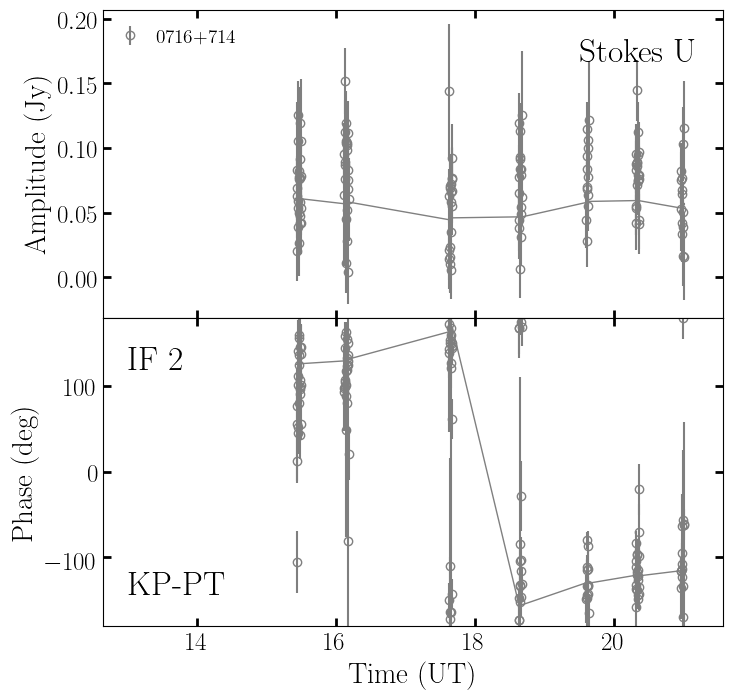 0.20
0716+714
Stokes U
0.15
0.10
0.05
0.00
Amplitude (Jy)
IF 2
100
0
−100
Phase (deg)
KP-PT
14 16 18 20
Time (UT)